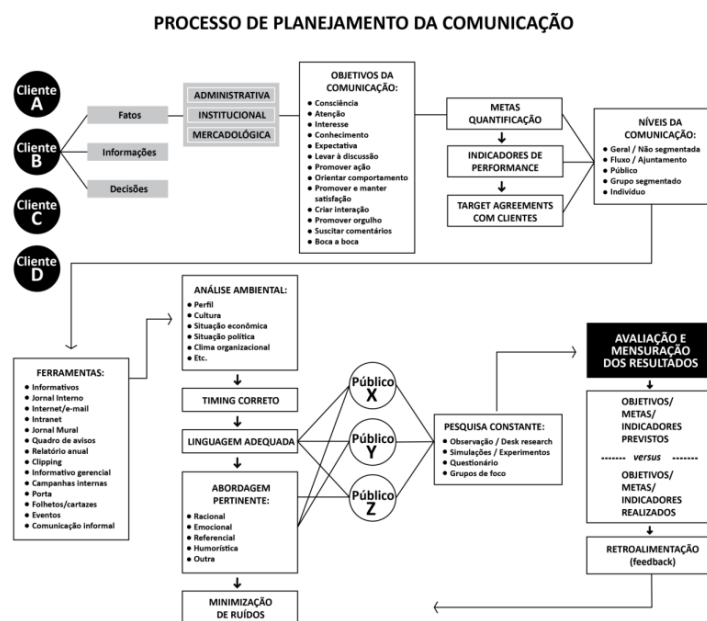 PROCESSO DE PLANEJAMENTO DA COMUNICAÇÃO
Cliente
A
Cliente
B
Cliente
C
Cliente
D
Fatos
Informações
Decisões
ADMINISTRATIVA
INSTITUCIONAL
MERCADOLÓGICA
OBJETIVOS DA
COMUNICAÇÃO:
● Consciência
● Atenção
● Interesse
● Conhecimento
● Expectativa
● Levar à discussão
● Promover ação
● Orientar comportamento
● Promover e manter
satisfação
● Criar interação
● Promover orgulho
● Suscitar comentários
● Boca a boca
METAS
QUANTIFICAÇÃO
INDICADORES DE
PERFORMANCE
TARGET AGREEMENTS
COM CLIENTES
NÍVEIS DA
COMUNICAÇÃO:
● Geral / Não segmentada
● Fluxo / Ajuntamento
● Público
● Grupo segmentado
● Indivíduo
FERRAMENTAS:
● Informativos
● Jornal Interno
● Internet/e-mail
● Intranet
● Jornal Mural
● Quadro de avisos
● Relatório anual
● Clipping
● Informativo gerencial
● Campanhas internas
● Porta
● Folhetos/cartazes
● Eventos
● Comunicação informal
ANÁLISE AMBIENTAL:
● Perfil
● Cultura
● Situação econômica
● Situação política
● Clima organizacional
● Etc.
TIMING CORRETO
LINGUAGEM ADEQUADA
ABORDAGEM
PERTINENTE:
● Racional
● Emocional
● Referencial
● Humorística
● Outra
MINIMIZAÇÃO
DE RUÍDOS
Público
X
Público
Y
Público
Z
PESQUISA CONSTANTE:
● Observação / Desk research
● Simulações / Experimentos
● Questionário
● Grupos de foco
AVALIAÇÃO E
MENSURAÇÃO
DOS RESULTADOS
OBJETIVOS/
METAS/
INDICADORES
PREVISTOS
------- versus -------
OBJETIVOS/
METAS/
INDICADORES
REALIZADOS
RETROALIMENTAÇÃO
(feedback)